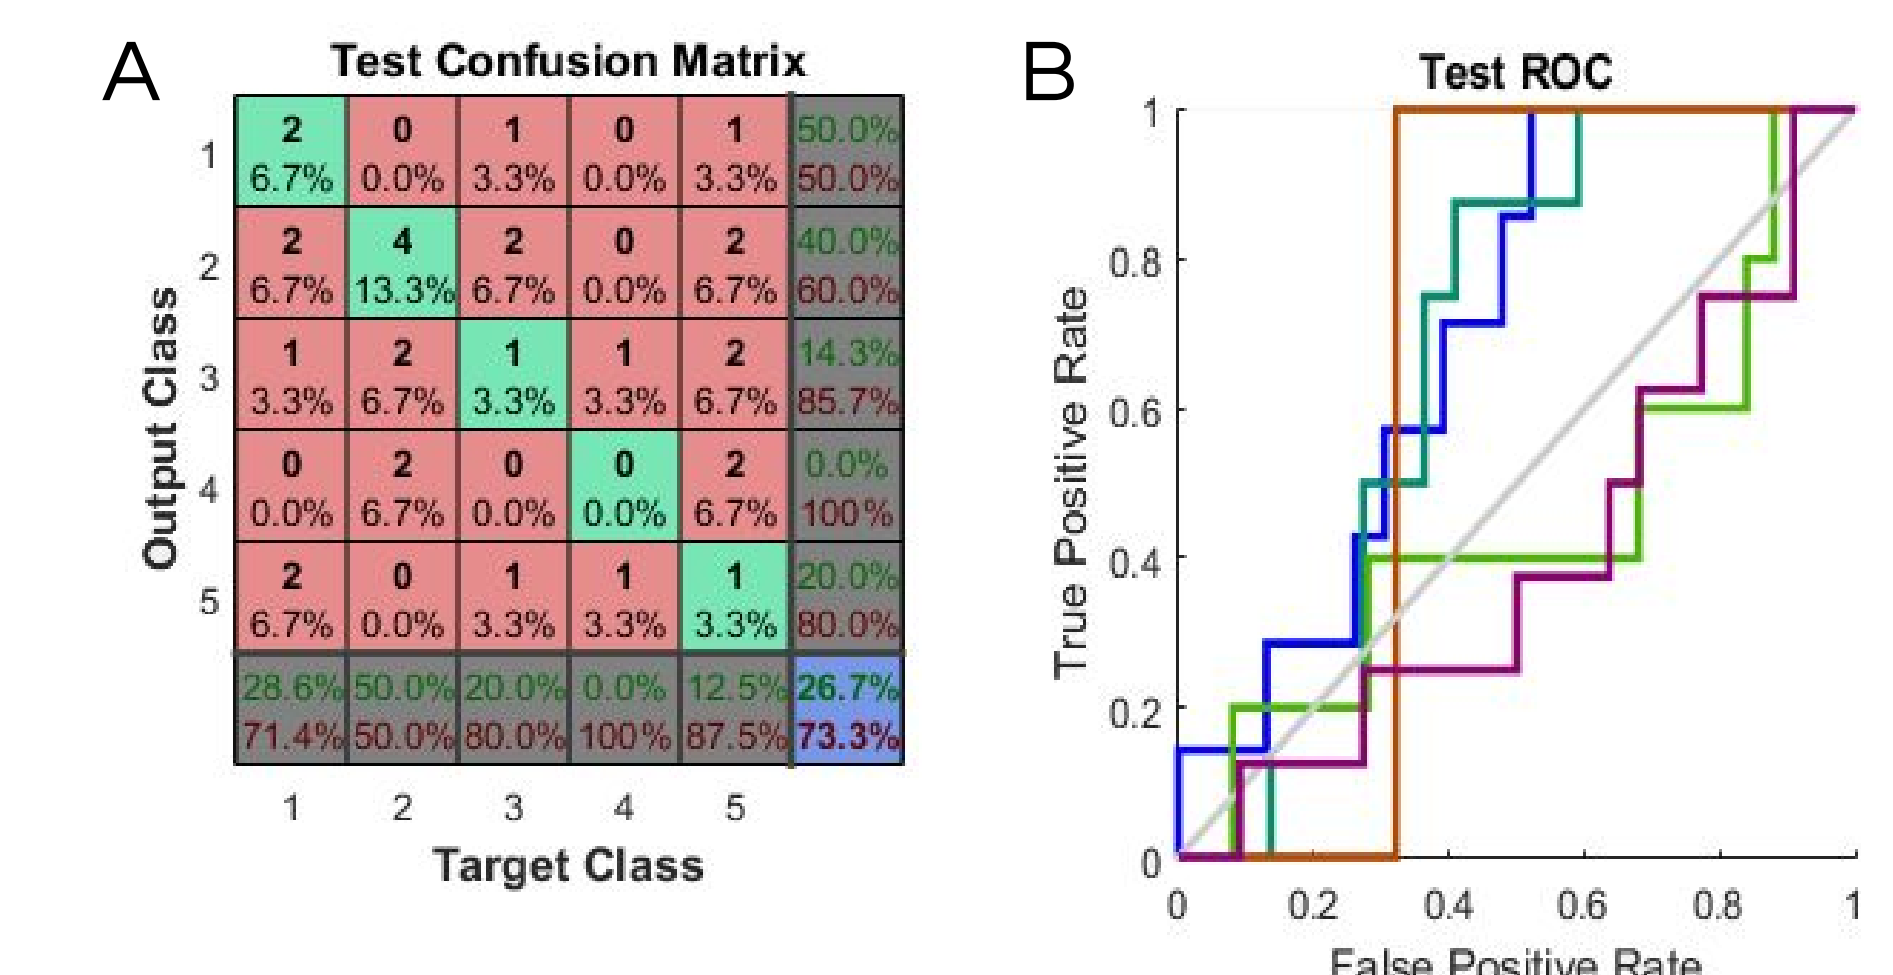 A
Test Confusion Matrix
Output Class
1
2 0 1 0 1 50.0%
6.7% 0.0% 3.3% 0.0% 3.3% 50.0%
2
2 4 2 0 2 40.0%
6.7% 13.3% 6.7% 0.0% 6.7% 60.0%
3
1 2 1 1 2 14.3%
3.3% 6.7% 3.3% 3.3% 6.7% 85.7%
4
0 2 0 0 2 0.0%
0.0% 6.7% 0.0% 0.0% 6.7% 100%
5
2 0 1 1 1 20.0%
6.7% 0.0% 3.3% 3.3% 3.3% 80.0%
28.6% 50.0% 20.0% 0.0% 12.5% 26.7%
71.4% 50.0% 80.0% 100% 87.5% 73.3%
1 2 3 4 5
Target Class
B
Test ROC
True Positive Rate
1
0.8
0.6
0.4
0.2
0
0 0.2 0.4 0.6 0.8 1
False Positive Rate